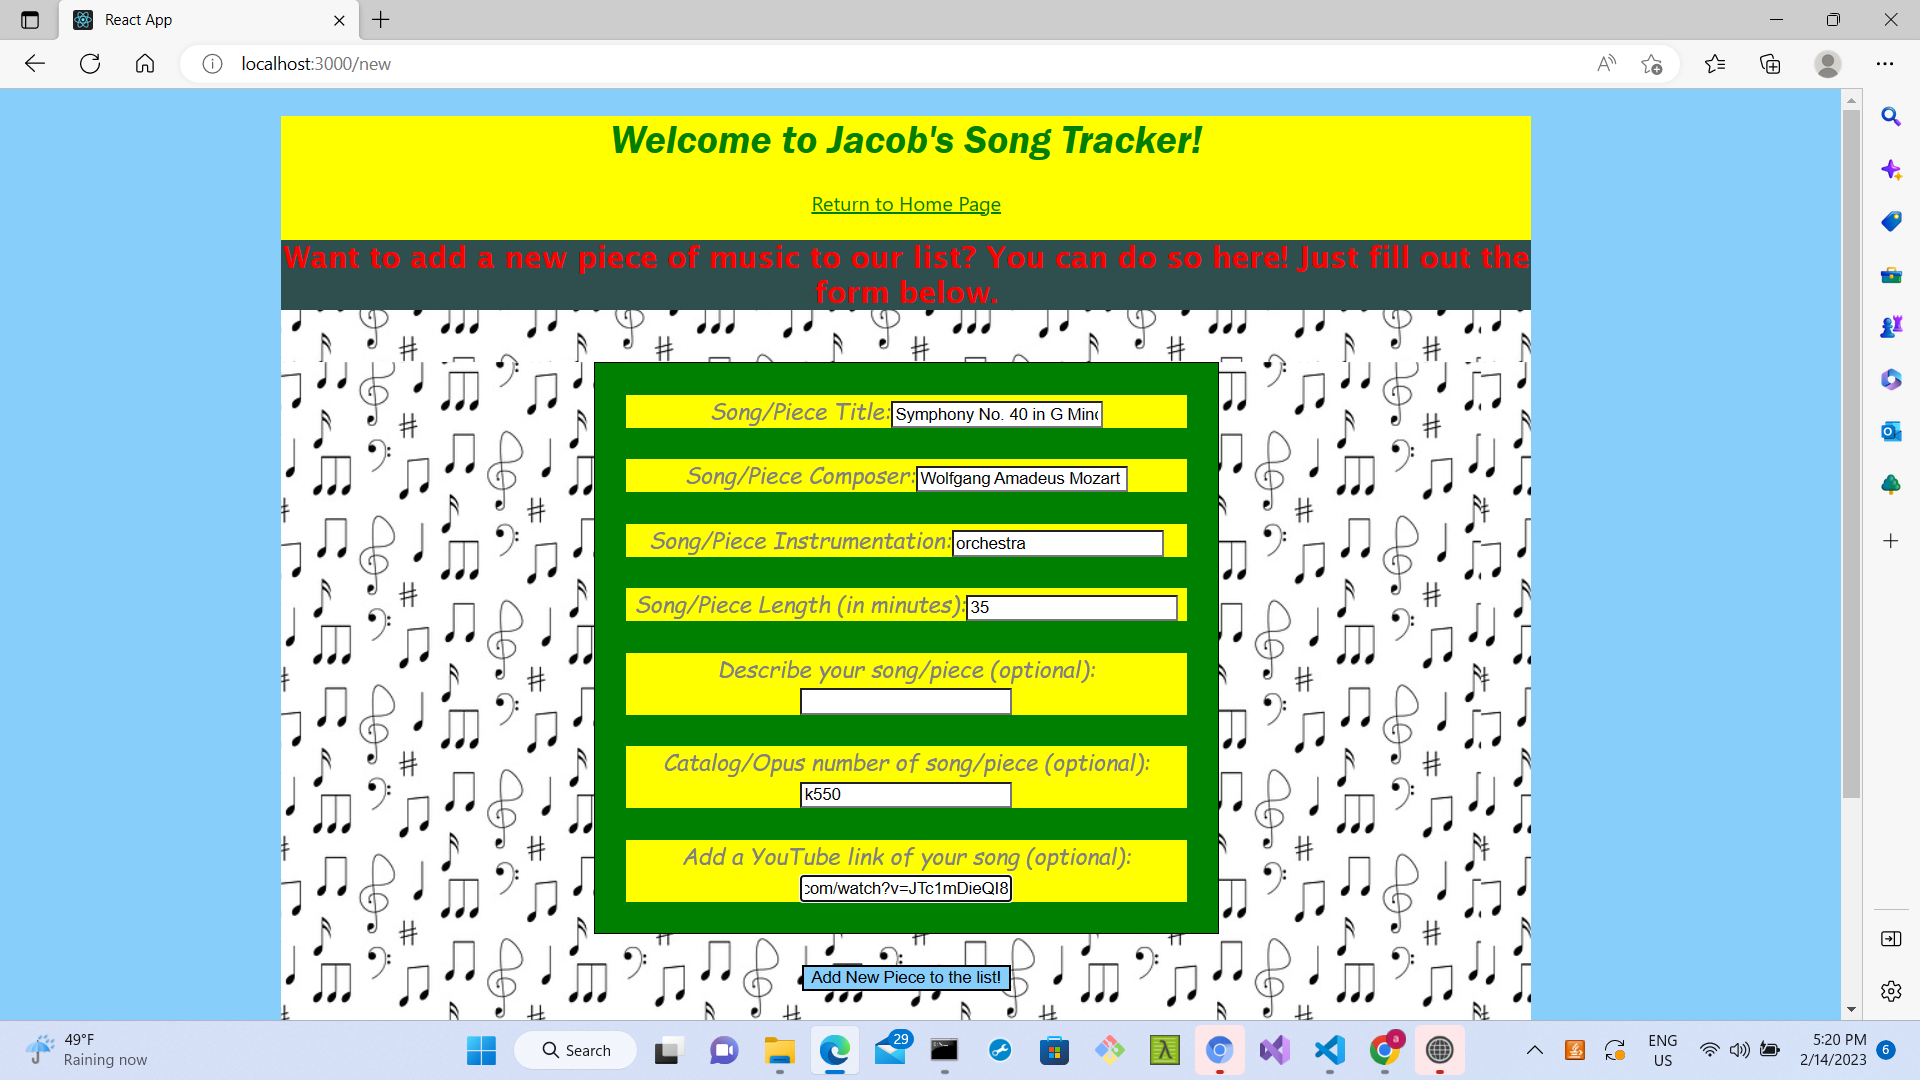 React App
localhost:3000/new
Welcome to Jacob's Song Tracker!
Return to Home Page
Want to add a new piece of music to our list? You can do so here! Just fill out the
form below.
Song/Piece Title: Symphony No. 40 in G Min
Song/Piece Composer: Wolfgang Amadeus Mozart
Song/Piece Instrumentation: orchestra
Song/Piece Length (in minutes): 35
Describe your song/piece (optional):
Catalog/Opus number of song/piece (optional):
k550
Add a YouTube link of your song (optional):
com/watch?v=JTc1mDieQI8
Add New Piece to the list!
49°F
Raining now
Search
29
a
ENG
US
5:20 PM
2/14/2023
6